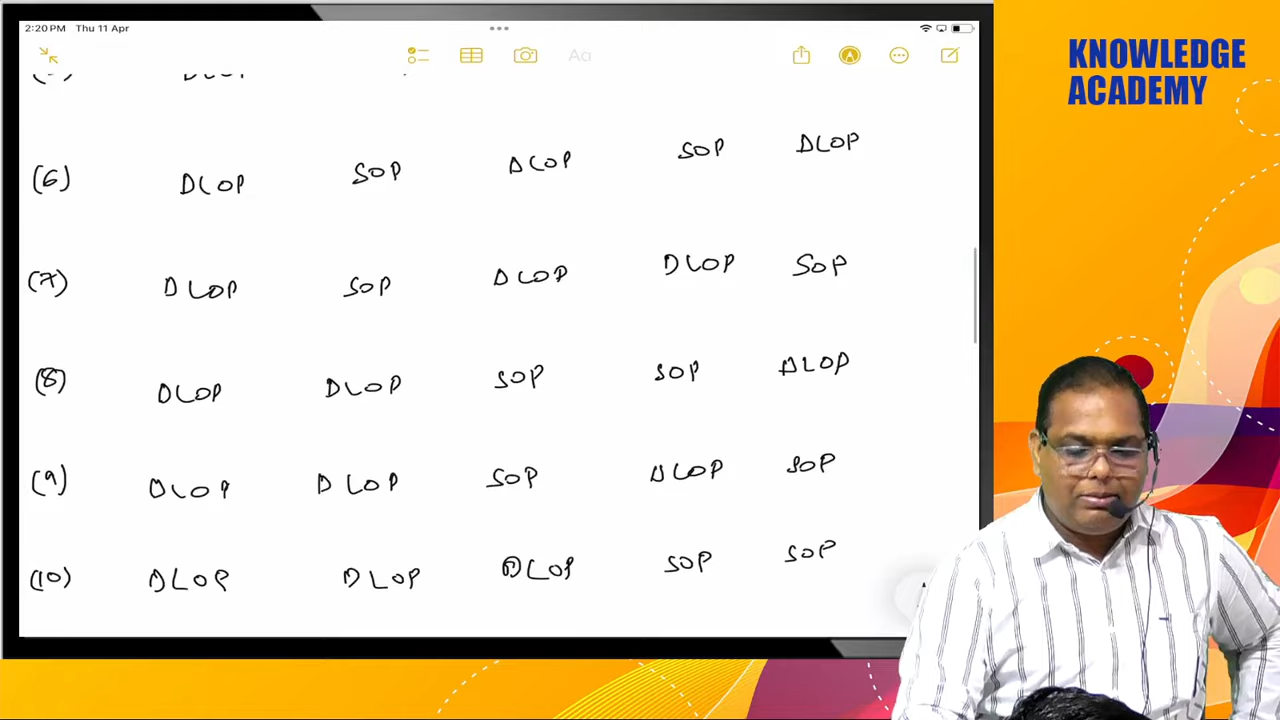 2:20 PM Thu 11 Apr
Aa
KNOWLEDGE
ACADEMY
(6) DLOP SOP DLOP SOP DLOP
(7) DLOP SOP DLOP DLOP SOP
(8) DLOP DLOP SOP SOP DLOP
(9) DLOP DLOP SOP DLOP SOP
(10) DLOP DLOP DLOP SOP SOP